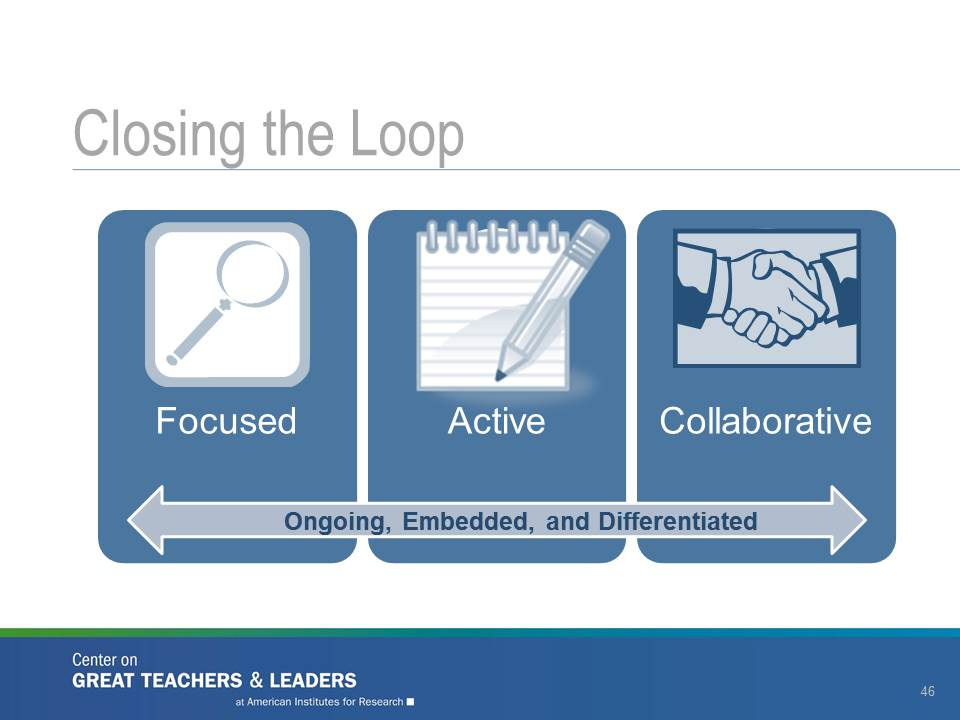 Closing the Loop
Focused
Active
Collaborative
Ongoing, Embedded, and Differentiated
Center on
GREAT TEACHERS & LEADERS
at American Institutes for Research
46